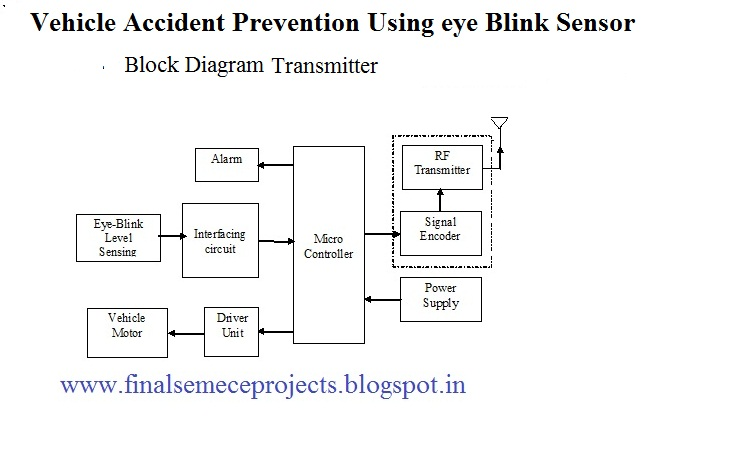 Vehicle Accident Prevention Using eye Blink Sensor
Block Diagram Transmitter
Alarm
RF
Transmitter
Eye-Blink
Level
Sensing
Interfacing
circuit
Micro
Controller
Signal
Encoder
Power
Supply
Vehicle
Motor
Driver
Unit
www.finalsemeceprojects.blogspot.in